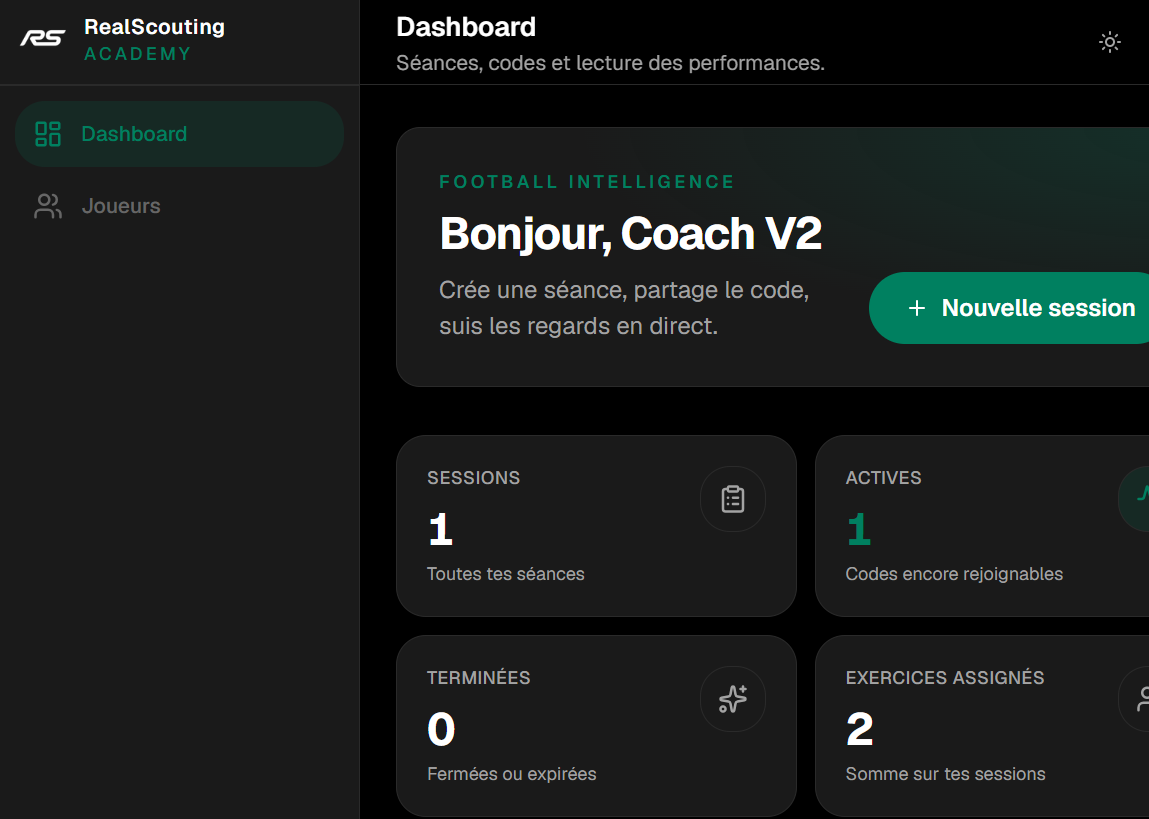 RS
RealScouting
ACADEMY
Dashboard
Joueurs
Dashboard
Séances, codes et lecture des performances.
FOOTBALL INTELLIGENCE
Bonjour, Coach V2
Crée une séance, partage le code,
suis les regards en direct.
+ Nouvelle session
SESSIONS
1
Toutes tes séances
ACTIVES
1
Codes encore rejoignables
TERMINÉES
0
Fermées ou expirées
EXERCICES ASSIGNÉS
2
Somme sur tes sessions